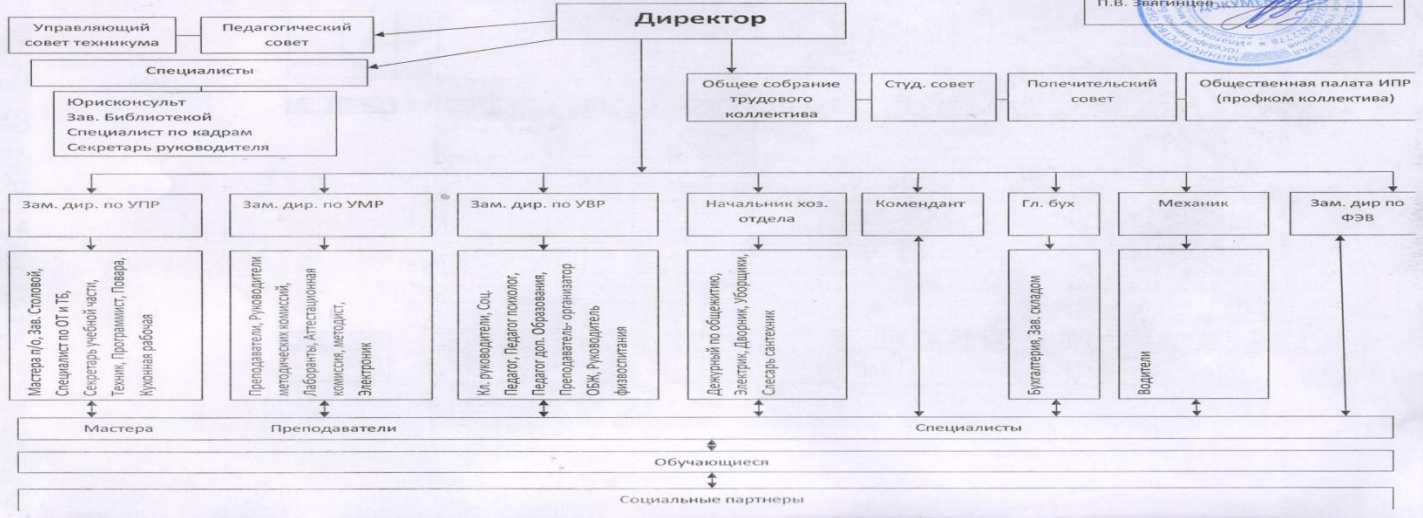 Директор
П.В. Звягинцев
ДОКУМЕН
Управляющий
совет техникума
Педагогический
совет
Специалисты
Юрисконсульт
Зав. Библиотекой
Специалист по кадрам
Секретарь руководителя
Общее собрание
трудового
коллектива
Студ. совет
Попечительский
совет
Общественная палата ИПР
(профком коллектива)
Зам. дир. по УПР
Зам. дир. по УМР
Зам. дир. по УВР
Начальник хоз.
отдела
Комендант
Гл. бух
Механик
Зам. дир по
ФЭВ
Мастера п/о, Зав. Столовой,
Специалист по ОТ и ТБ,
Секретарь учебной части,
Техник, Программист, Повара,
Кухонная рабочая
Преподаватели, Руководители
методических комиссий,
Лаборанты, Аттестационная
комиссия, методист,
Электроник
Кл. руководители, Соц.
Педагог, Педагог психолог,
Педагог доп. Образования,
Преподаватель- организатор
ОБЖ, Руководитель
физвоспитания
Дежурный по общежитию,
Электрик, Дворник, Уборщики,
Слесарь сантехник
Бухгалтерия, Зав. складом
Водители
Мастера
Преподаватели
Специалисты
Обучающиеся
Социальные партнеры